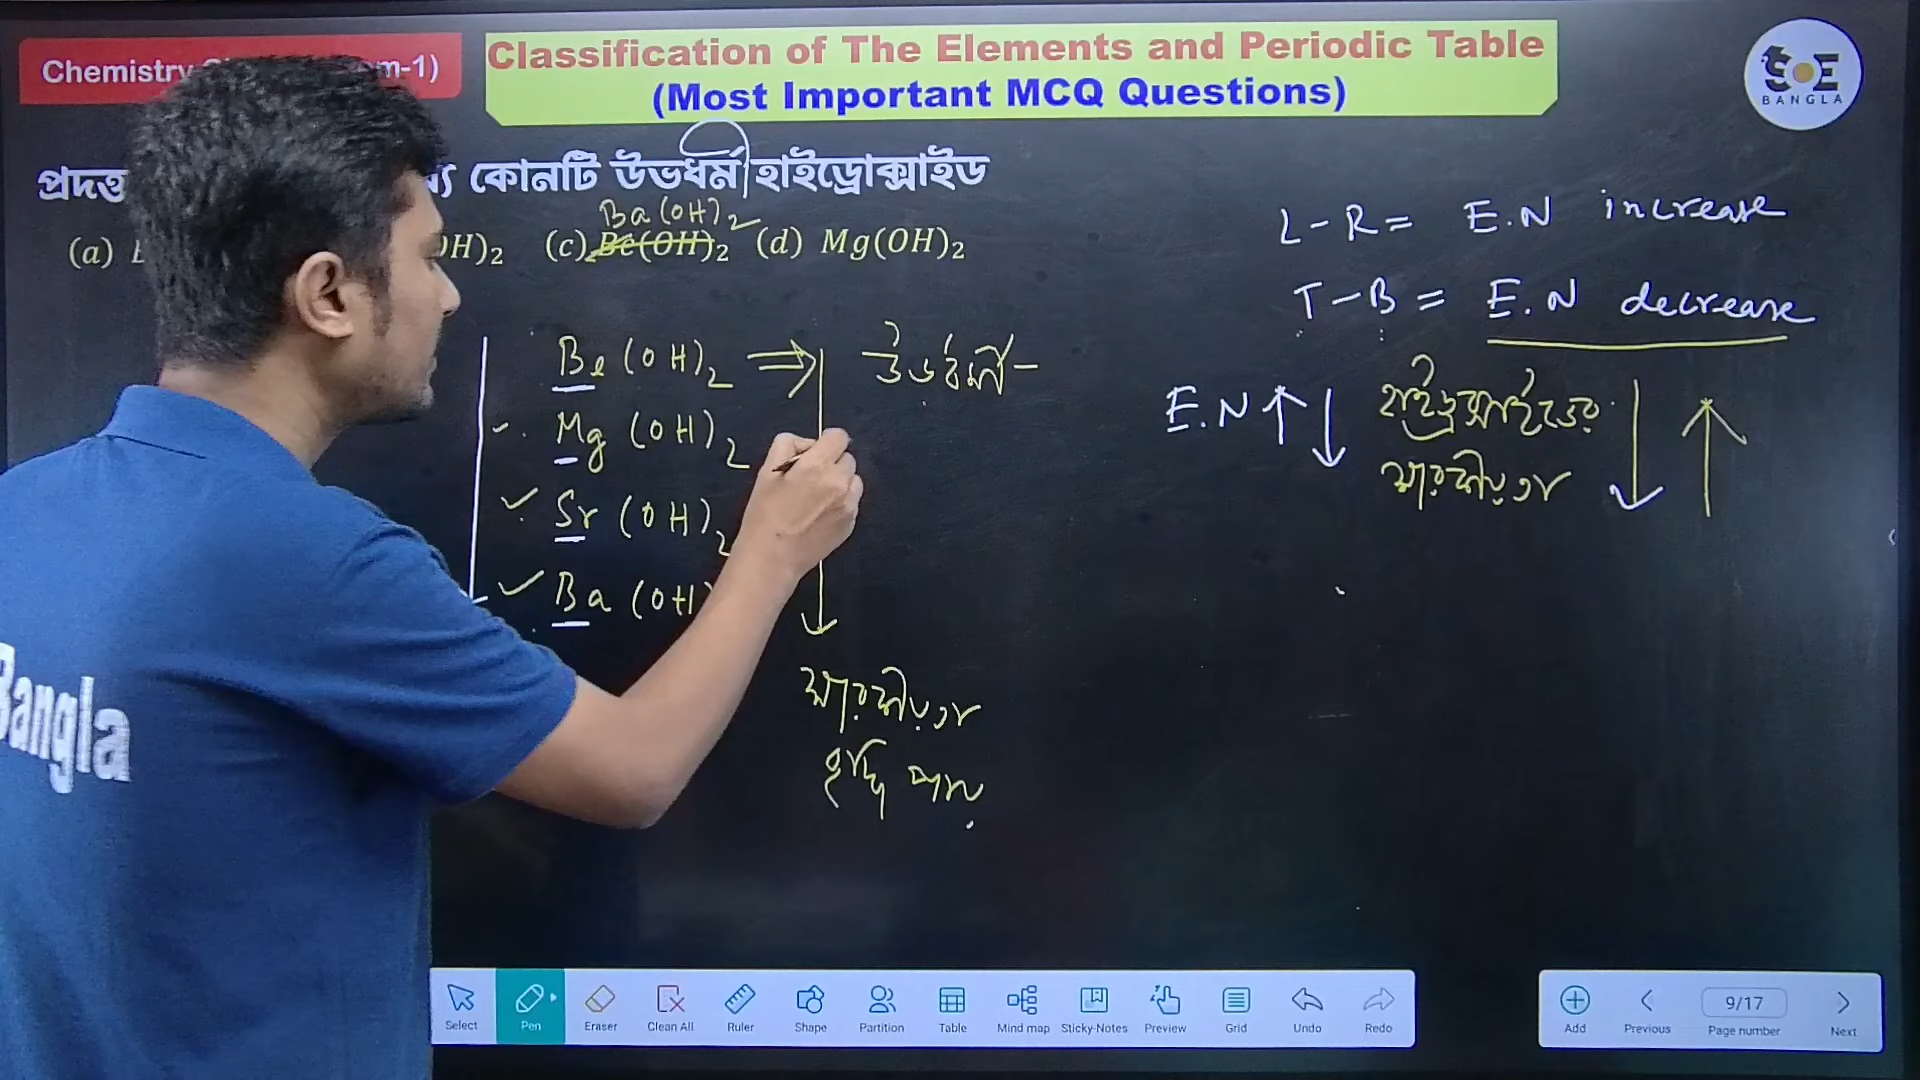 Chemistry
m-1)
Classification of The Elements and Periodic Table
(Most Important MCQ Questions)
SOE
BANGLA
প্রদত্ত কোনটি উভধর্মী হাইড্রোক্সাইড
Ba(OH)2
(a) OH)2 (c) Be(OH)2 (d) Mg(OH)2
L-R = E.N increase
T-B = E.N decrease
Be(OH)2 ⇒ উভধর্মী
Mg(OH)2
Sr(OH)2
Ba(OH)
E.N ↑↓ হাইড্রক্সাইডের ↓↑
ক্ষারকীয়তা
ক্ষারকীয়তা
বৃদ্ধি পায়
Bangla
Select Pen Eraser Clean All Ruler Shape Partition Table Mind map Sticky-Notes Preview Grid Undo Redo
Add Previous 9/17 Page number Next